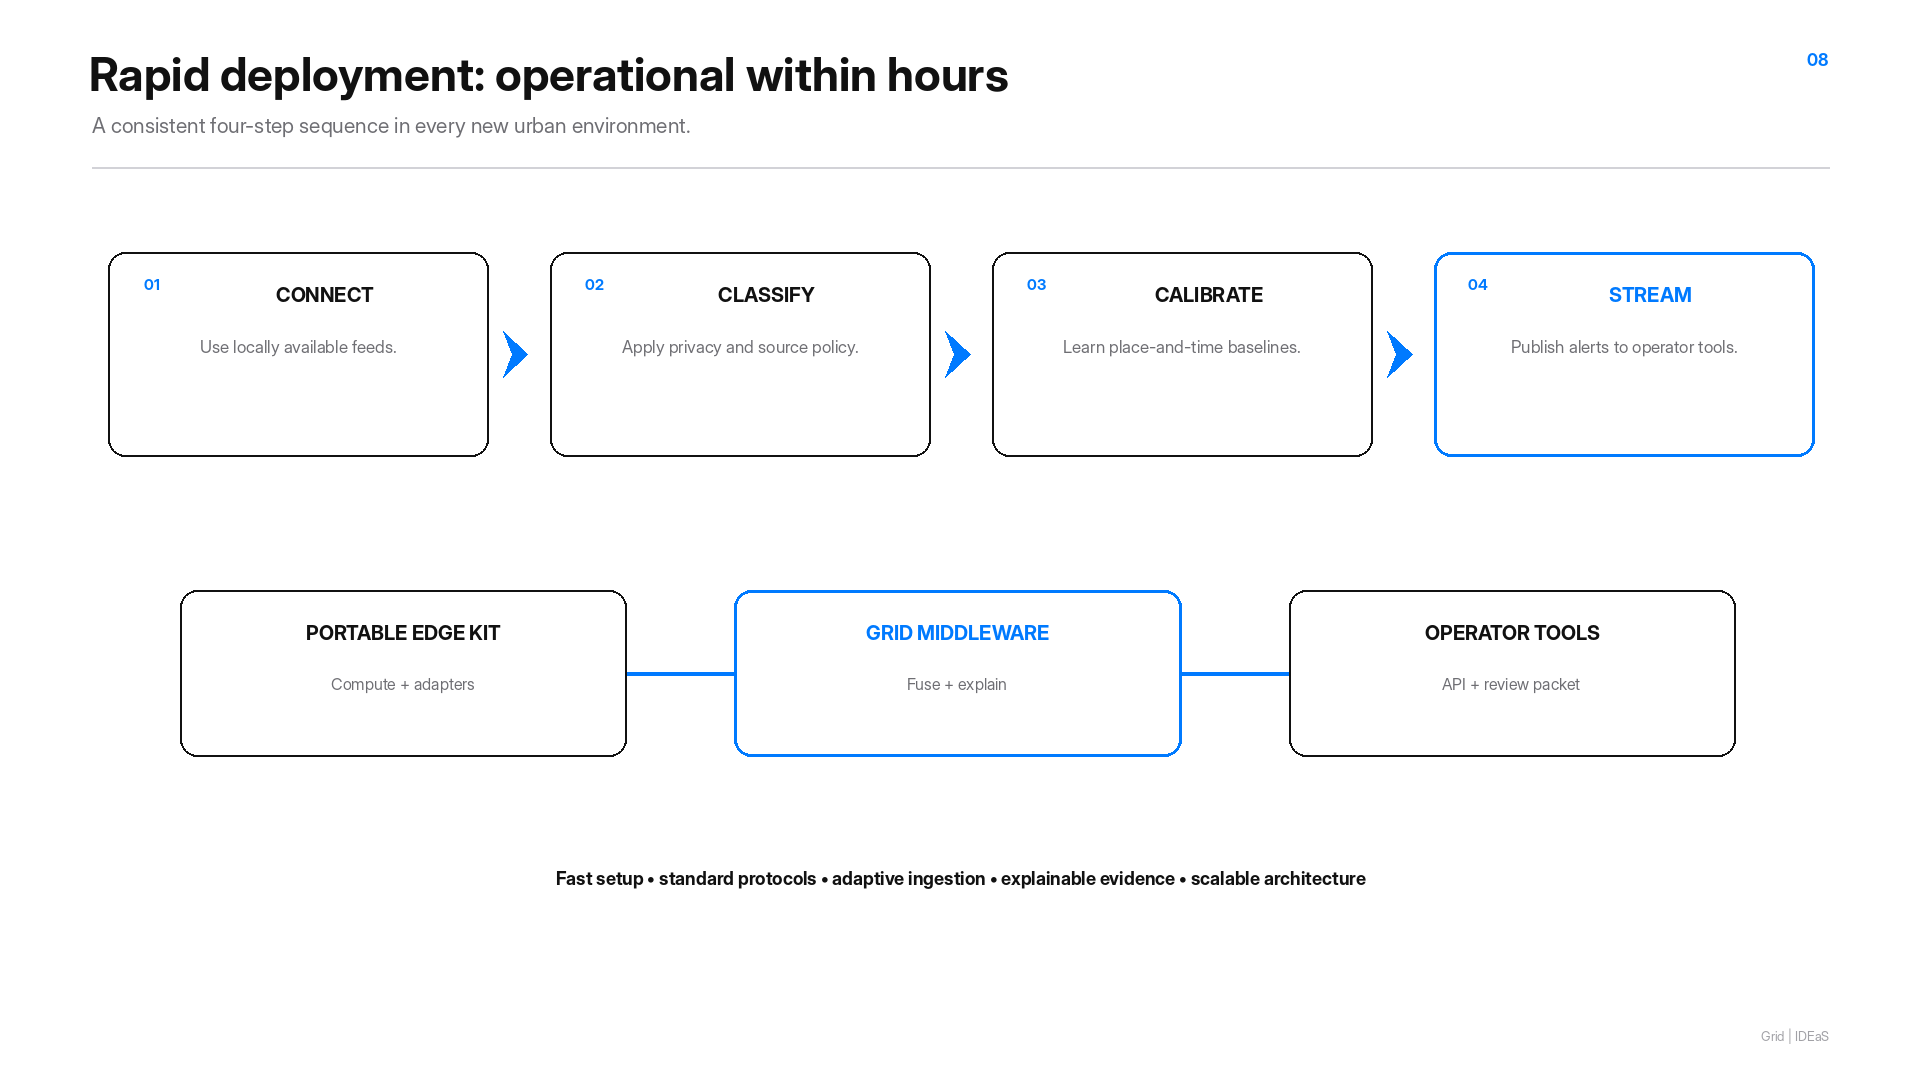 Rapid deployment: operational within hours
08
A consistent four-step sequence in every new urban environment.
01
CONNECT
Use locally available feeds.
02
CLASSIFY
Apply privacy and source policy.
03
CALIBRATE
Learn place-and-time baselines.
04
STREAM
Publish alerts to operator tools.
PORTABLE EDGE KIT
Compute + adapters
GRID MIDDLEWARE
Fuse + explain
OPERATOR TOOLS
API + review packet
Fast setup • standard protocols • adaptive ingestion • explainable evidence • scalable architecture
Grid | IDEaS